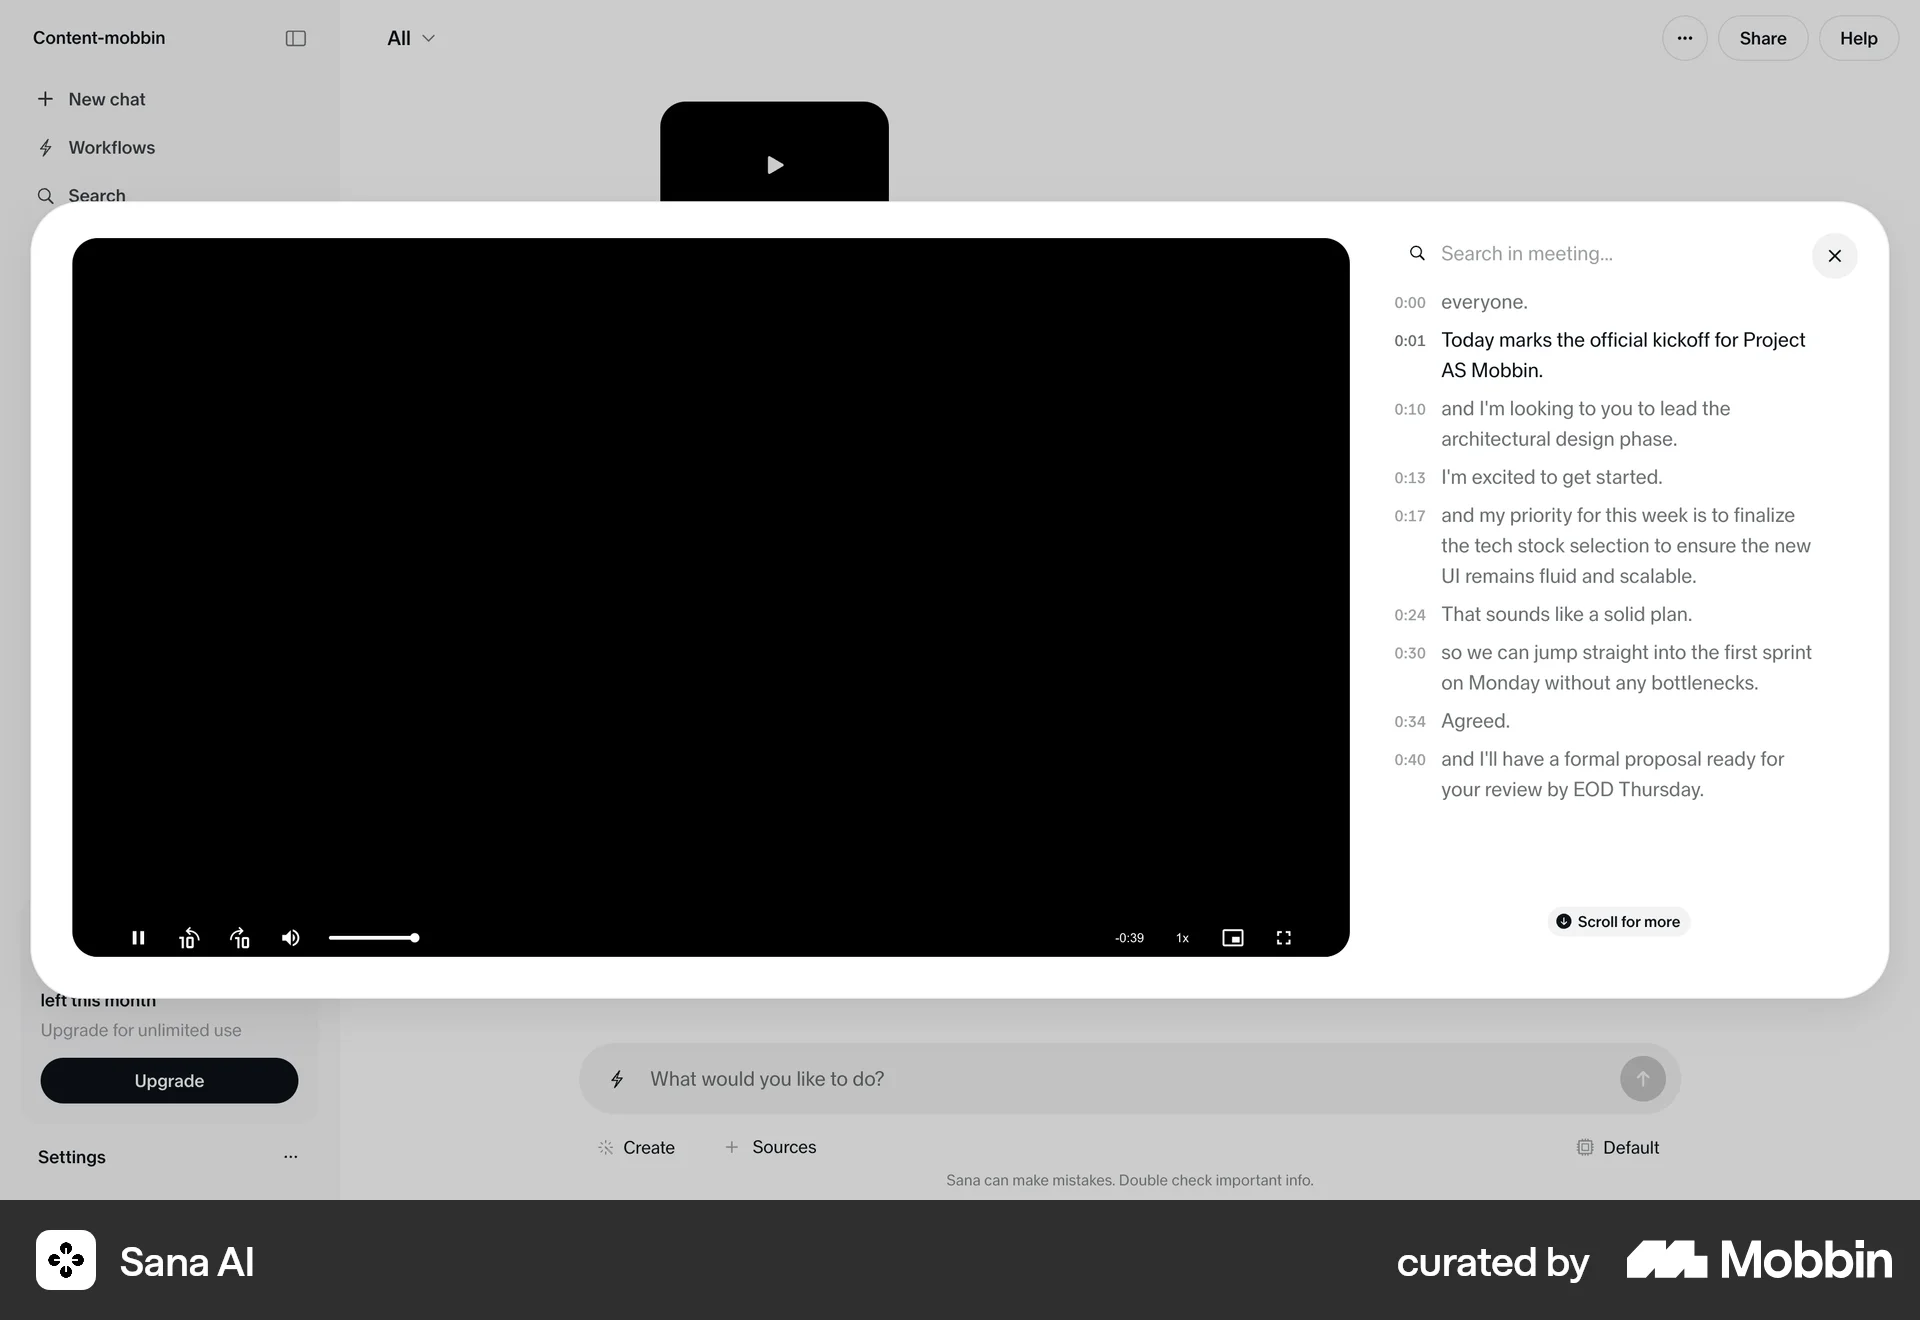 Content-mobbin
All
Share
Help
New chat
Workflows
Search
Search in meeting...
0:00 everyone.
0:01 Today marks the official kickoff for Project
AS Mobbin.
0:10 and I'm looking to you to lead the
architectural design phase.
0:13 I'm excited to get started.
0:17 and my priority for this week is to finalize
the tech stock selection to ensure the new
UI remains fluid and scalable.
0:24 That sounds like a solid plan.
0:30 so we can jump straight into the first sprint
on Monday without any bottlenecks.
0:34 Agreed.
0:40 and I'll have a formal proposal ready for
your review by EOD Thursday.
Scroll for more
10
10
-0:39
1x
left this month
Upgrade for unlimited use
Upgrade
Settings
What would you like to do?
Create
Sources
Default
Sana can make mistakes. Double check important info.
Sana AI
curated by Mobbin